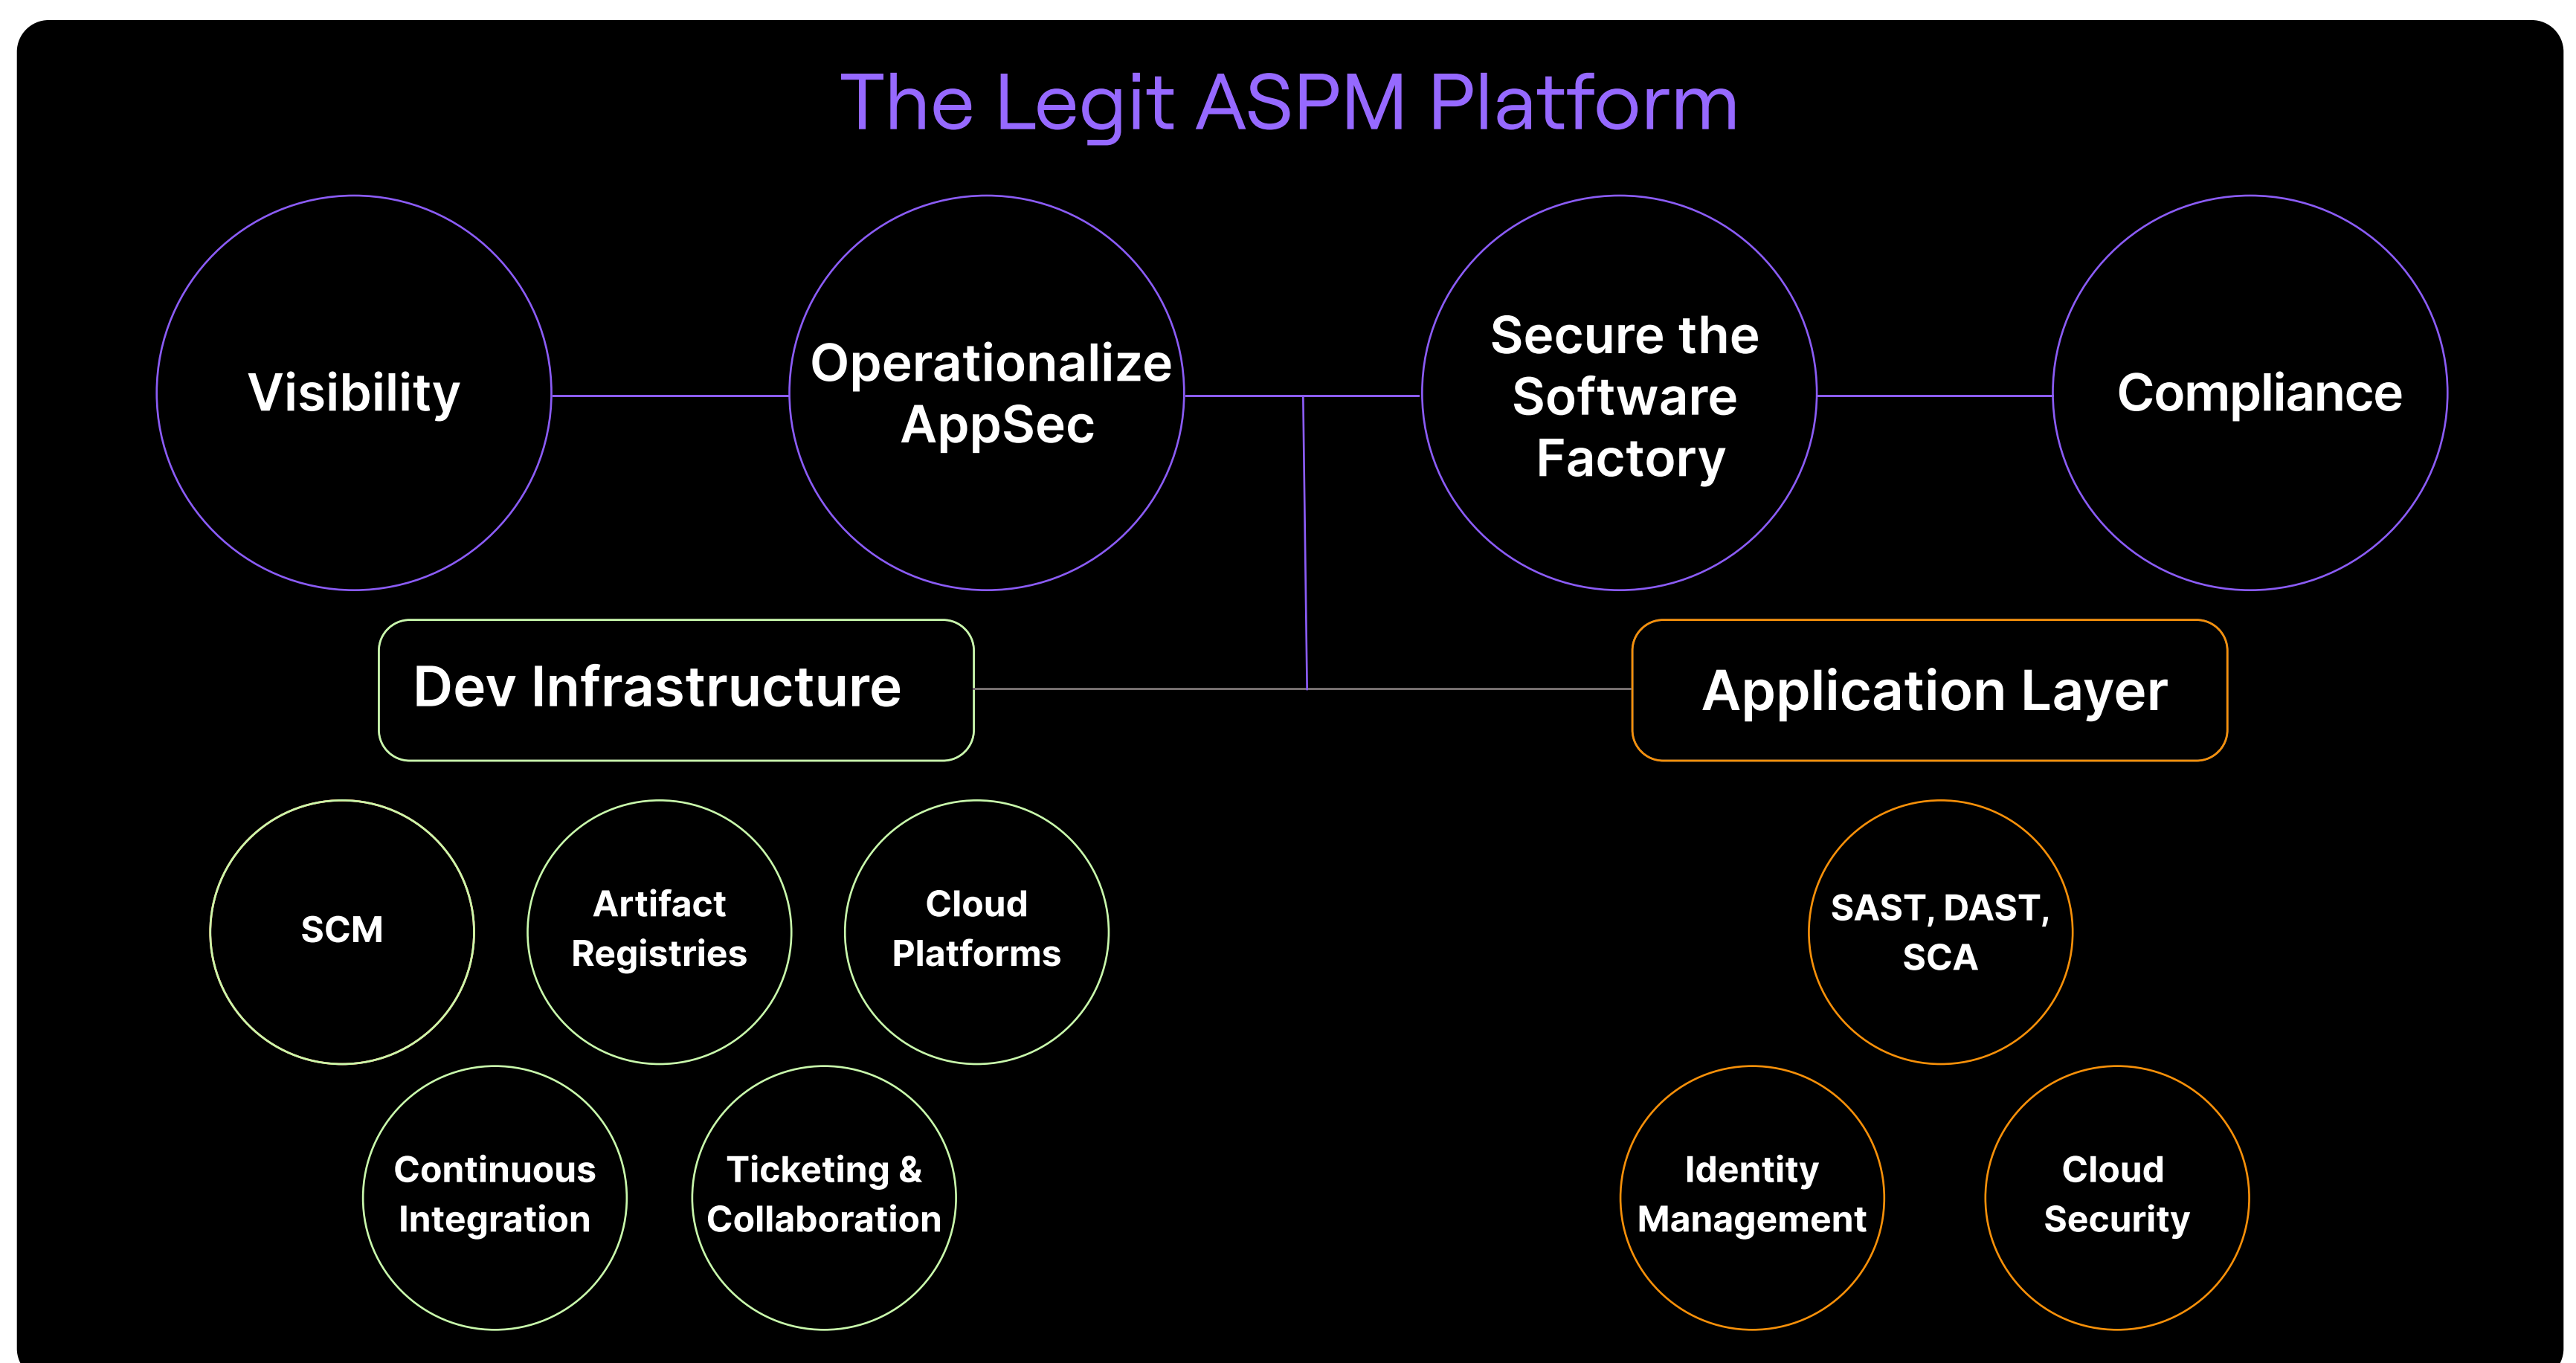 The Legit ASPM Platform
Visibility
Operationalize
AppSec
Secure the
Software
Factory
Compliance
Dev Infrastructure
Application Layer
SCM
Artifact
Registries
Cloud
Platforms
SAST, DAST,
SCA
Continuous
Integration
Ticketing &
Collaboration
Identity
Management
Cloud
Security